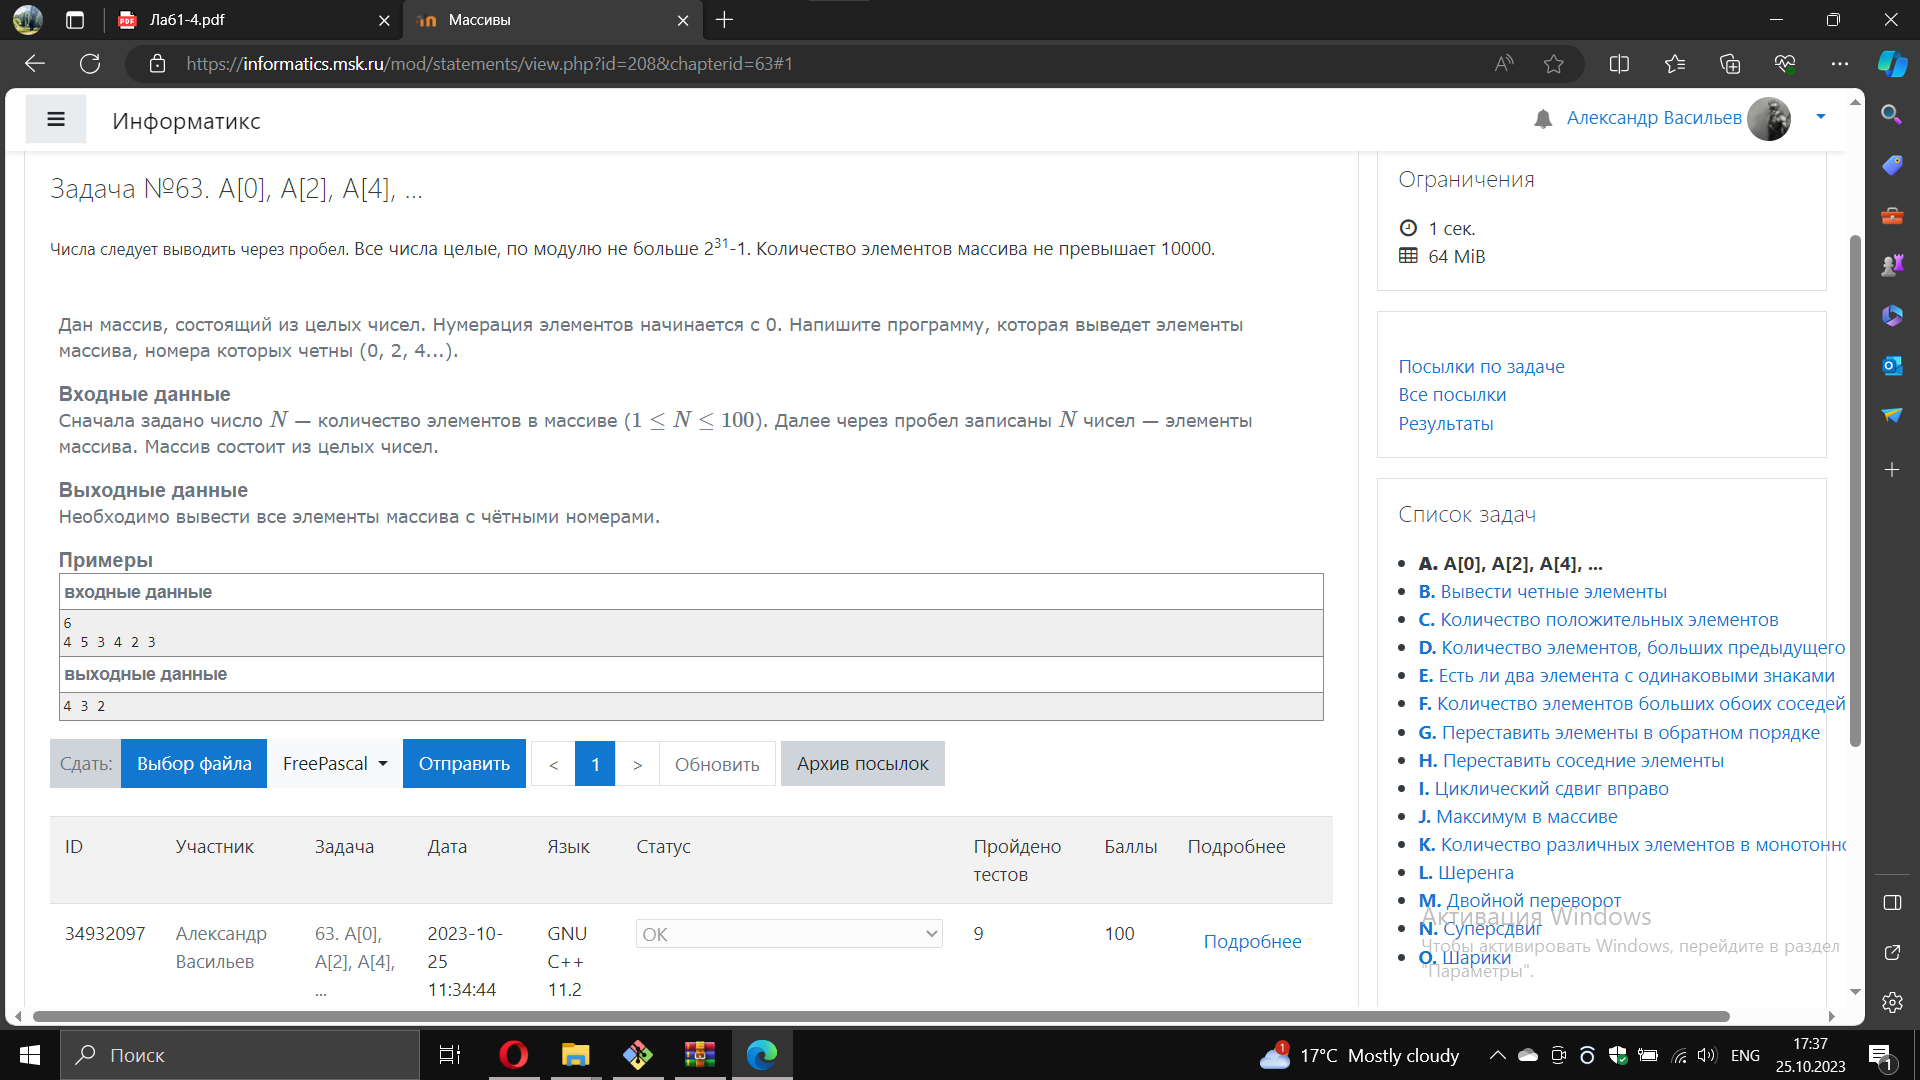 Лаб1-4.pdf
Массивы
https://informatics.msk.ru/mod/statements/view.php?id=208&chapterid=63#1
Информатикс
Александр Васильев
Задача №63. A[0], A[2], A[4], ...
Числа следует выводить через пробел. Все числа целые, по модулю не больше 2³¹-1. Количество элементов массива не превышает 10000.
Дан массив, состоящий из целых чисел. Нумерация элементов начинается с 0. Напишите программу, которая выведет элементы
массива, номера которых четны (0, 2, 4...).
Входные данные
Сначала задано число N — количество элементов в массиве (1 ≤ N ≤ 100). Далее через пробел записаны N чисел — элементы
массива. Массив состоит из целых чисел.
Выходные данные
Необходимо вывести все элементы массива с чётными номерами.
Примеры
входные данные
6
4 5 3 4 2 3
выходные данные
4 3 2
Сдать: Выбор файла FreePascal Отправить < 1 > Обновить Архив посылок
ID Участник Задача Дата Язык Статус Пройдено Баллы Подробнее
тестов
34932097 Александр 63. A[0], 2023-10- GNU OK 9 100 Подробнее
Васильев A[2], A[4], 25 C++
... 11:34:44 11.2
Ограничения
1 сек.
64 MiB
Посылки по задаче
Все посылки
Результаты
Список задач
A. A[0], A[2], A[4], ...
B. Вывести четные элементы
C. Количество положительных элементов
D. Количество элементов, больших предыдущего
E. Есть ли два элемента с одинаковыми знаками
F. Количество элементов больших обоих соседей
G. Переставить элементы в обратном порядке
H. Переставить соседние элементы
I. Циклический сдвиг вправо
J. Максимум в массиве
K. Количество различных элементов в монотонно
L. Шеренга
M. Двойной переворот
N. Суперсдвиг
O. Шарики
Активация Windows
Чтобы активировать Windows, перейдите в раздел
"Параметры".
Поиск
1 17°C Mostly cloudy
ENG
17:37
25.10.2023
1